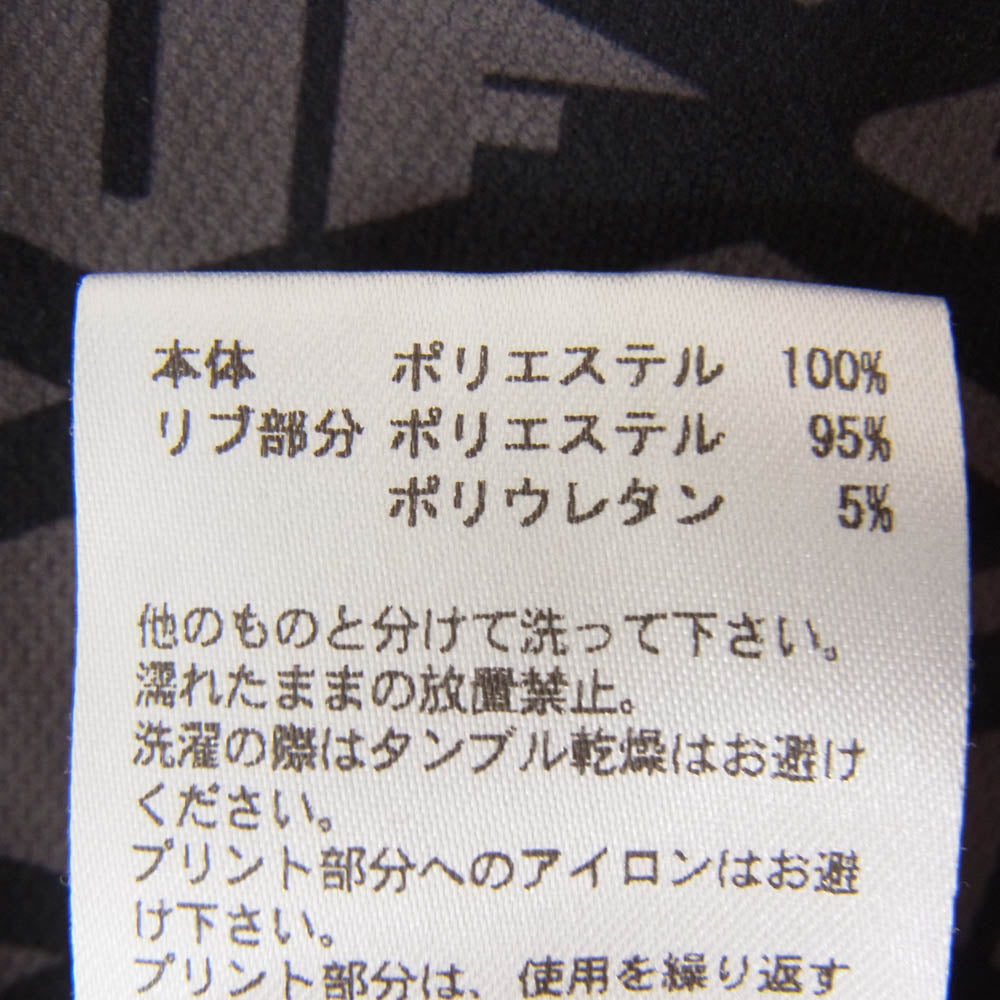 本体 ポリエステル 100%
リブ部分 ポリエステル 95%
ポリウレタン 5%
他のものと分けて洗って下さい。
濡れたままの放置禁止。
洗濯の際はタンブル乾燥はお避け
ください。
プリント部分へのアイロンはお避
け下さい。
プリント部分は、使用を繰り返す